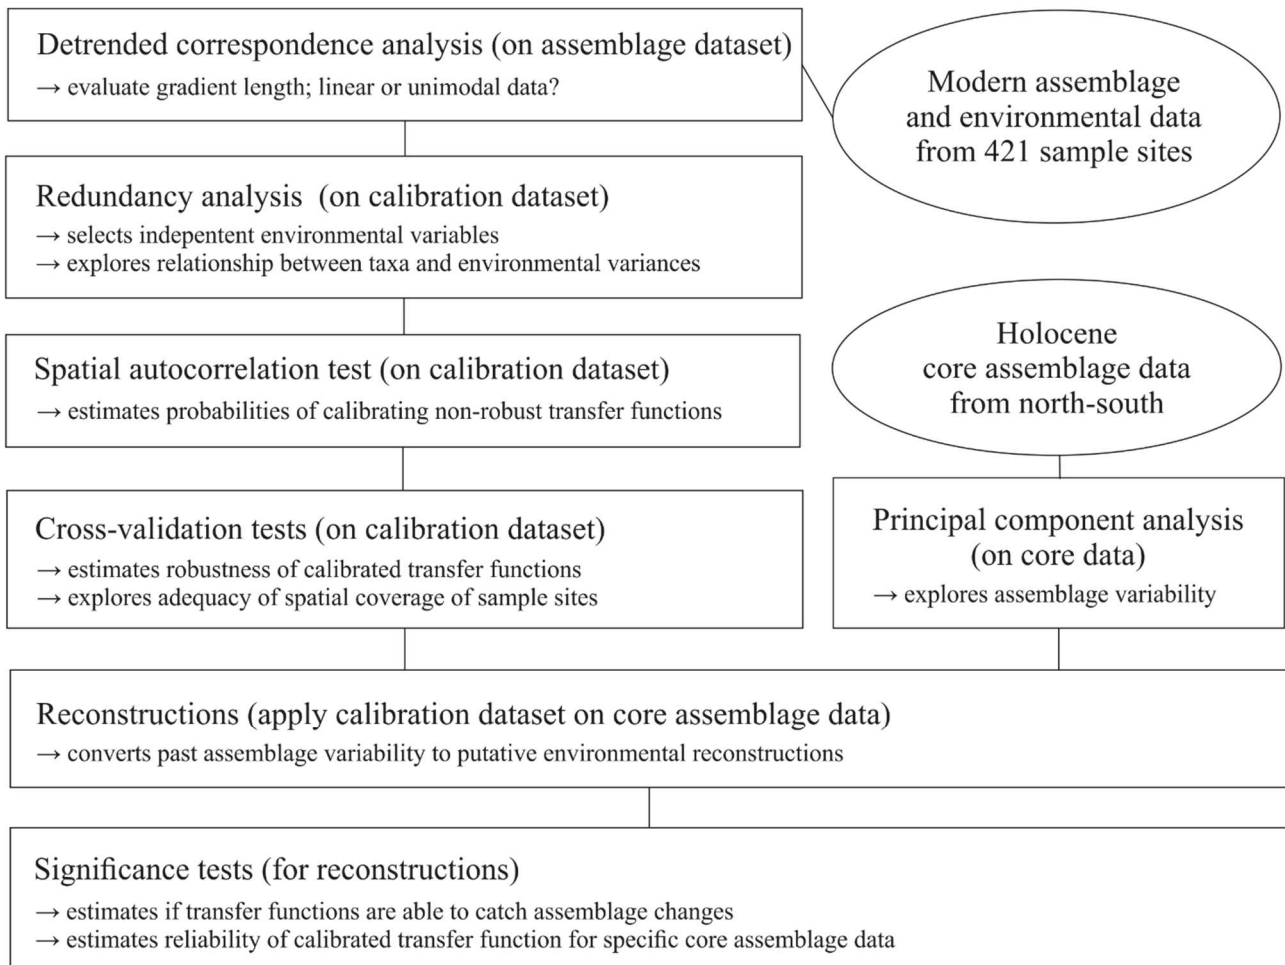 Detrended correspondence analysis (on assemblage dataset)
→ evaluate gradient length; linear or unimodal data?
Modern assemblage
and environmental data
from 421 sample sites
Redundancy analysis  (on calibration dataset)
→ selects indepentent environmental variables
→ explores relationship between taxa and environmental variances
Spatial autocorrelation test (on calibration dataset)
→ estimates probabilities of calibrating non-robust transfer functions
Holocene
core assemblage data
from north-south
Cross-validation tests (on calibration dataset)
→ estimates robustness of calibrated transfer functions
→ explores adequacy of spatial coverage of sample sites
Principal component analysis
(on core data)
→ explores assemblage variability
Reconstructions (apply calibration dataset on core assemblage data)
→ converts past assemblage variability to putative environmental reconstructions
Significance tests (for reconstructions)
→ estimates if transfer functions are able to catch assemblage changes
→ estimates reliability of calibrated transfer function for specific core assemblage data